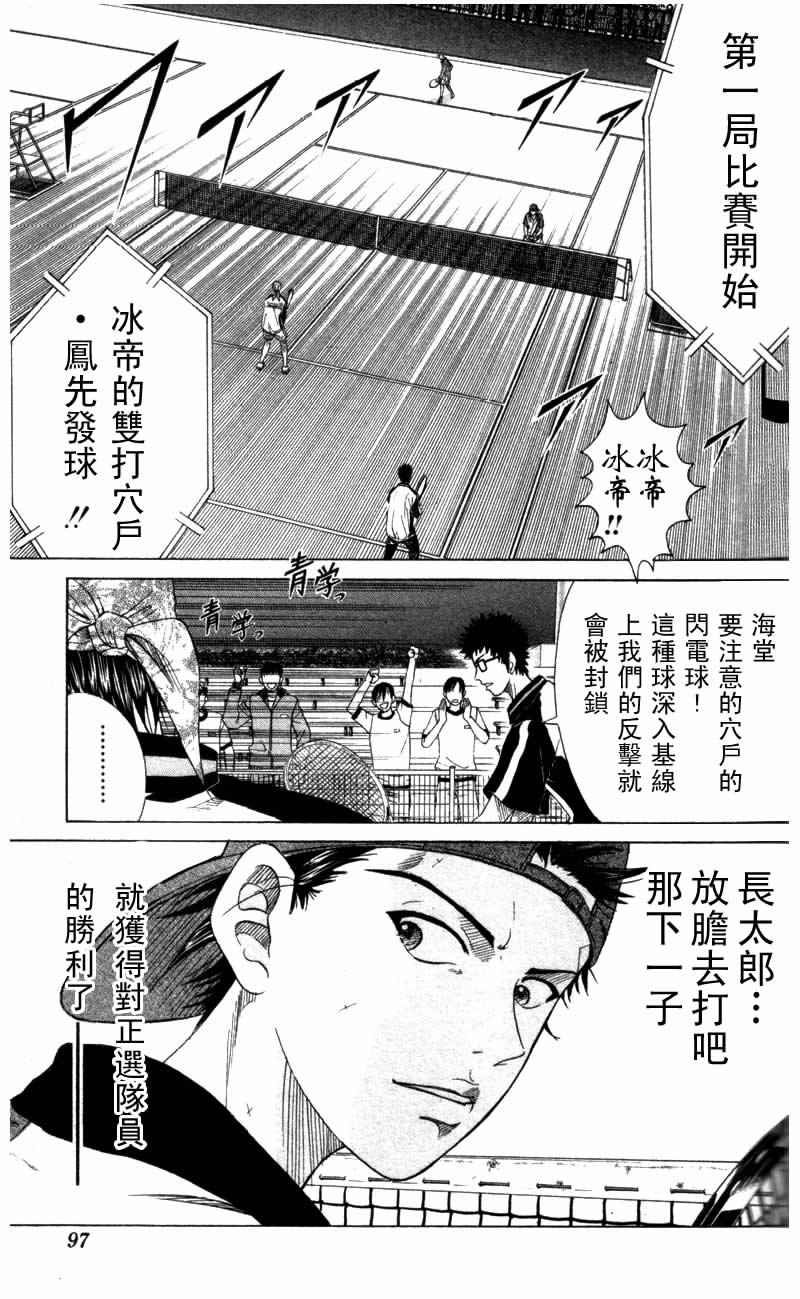 第一局比賽開始
冰帝
冰帝!!
冰帝的雙打穴戶
・鳳先發球!!
青学
青学
海堂
要注意的穴戶的
閃電球!
這種球深入基線
上我們的反擊就
會被封鎖
………
長太郎…
放膽去打吧
那下一子
就獲得對正選隊員
的勝利了——
97